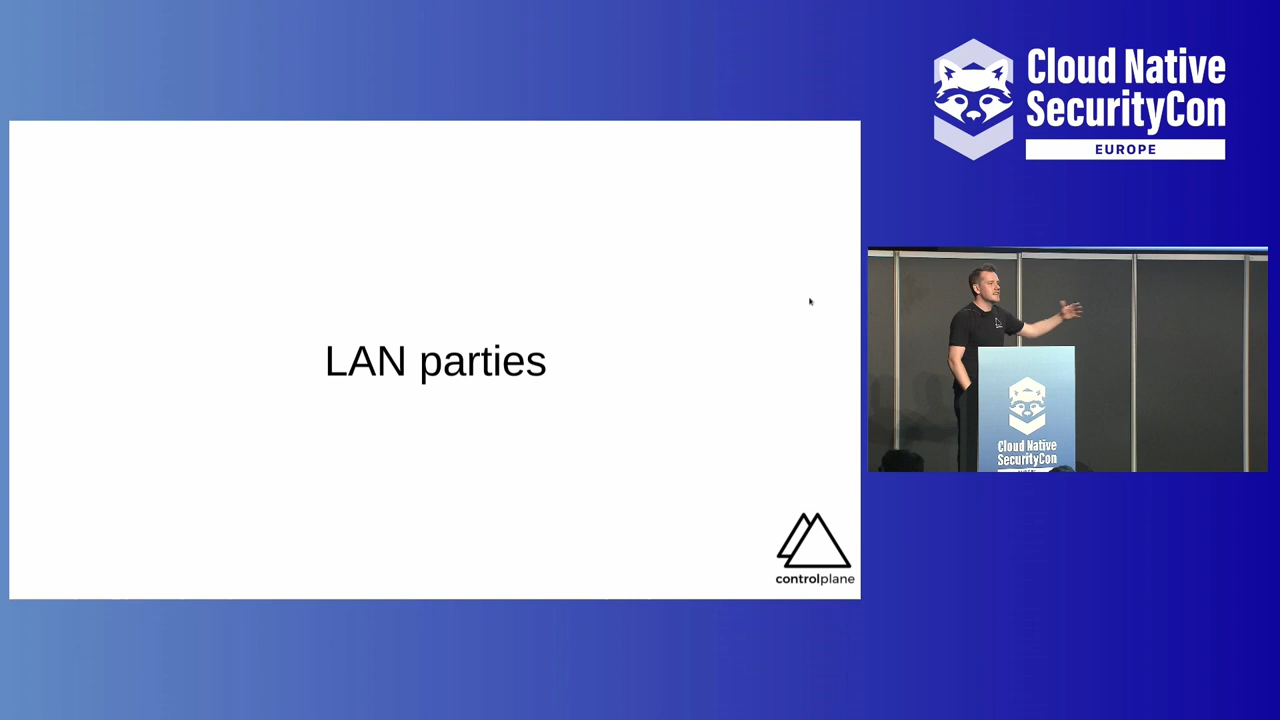 Cloud Native
SecurityCon
EUROPE
LAN parties
controlplane
Cloud Native
SecurityCon